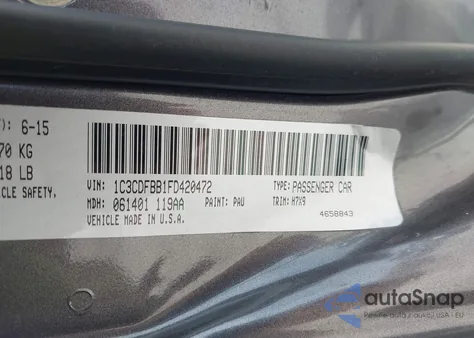 ): 6-15
70 KG
18 LB
EHICLE SAFETY,
VIN: 1C3CDFBB1FD420472
TYPE: PASSENGER CAR
MDH: 061401 119AA
PAINT: PAU
TRIM: H7X9
VEHICLE MADE IN U.S.A.
4658843
autoSnap